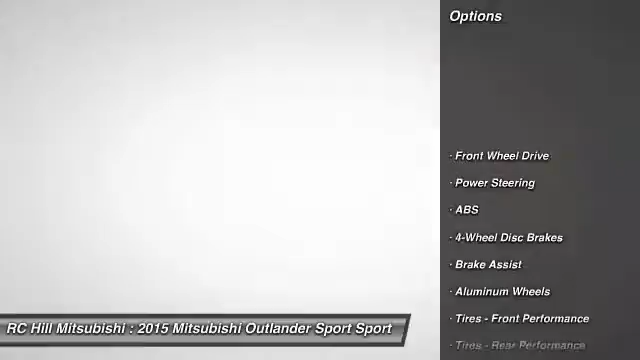 Options
· Front Wheel Drive
· Power Steering
· ABS
· 4-Wheel Disc Brakes
· Brake Assist
· Aluminum Wheels
· Tires - Front Performance
· Tires - Rear Performance
RC Hill Mitsubishi : 2015 Mitsubishi Outlander Sport Sport